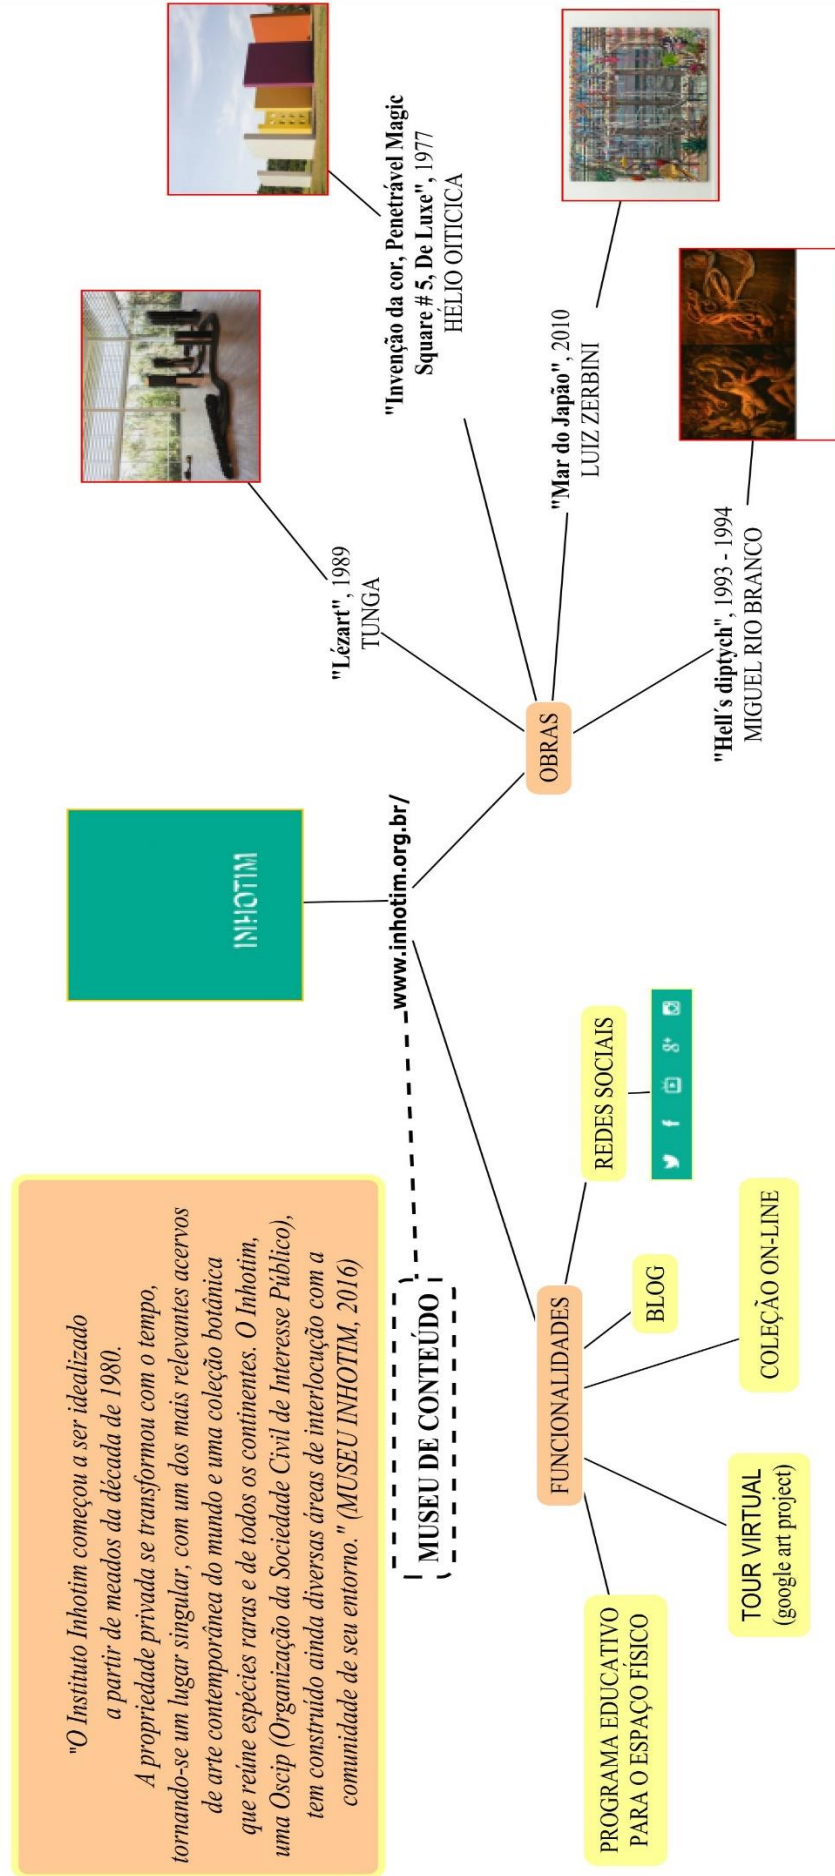 "O Instituto Inhotim começou a ser idealizado
a partir de meados da década de 1980.
A propriedade privada se transformou com o tempo,
tornando-se um lugar singular, com um dos mais relevantes acervos
de arte contemporânea do mundo e uma coleção botânica
que reúne espécies raras e de todos os continentes. O Inhotim,
uma Oscip (Organização da Sociedade Civil de Interesse Público),
tem construído ainda diversas áreas de interlocução com a
comunidade de seu entorno." (MUSEU INHOTIM, 2016)
INHOTIM
MUSEU DE CONTEÚDO
www.inhotim.org.br/
FUNCIONALIDADES
PROGRAMA EDUCATIVO
PARA O ESPAÇO FÍSICO
TOUR VIRTUAL
(google art project)
COLEÇÃO ON-LINE
BLOG
REDES SOCIAIS
f
8+
OBRAS
"Lézart", 1989
TUNGA
"Invenção da cor, Penetrável Magic
Square # 5, De Luxe", 1977
HÉLIO OITICICA
"Mar do Japão", 2010
LUIZ ZERBINI
"Hell´s diptych", 1993 - 1994
MIGUEL RIO BRANCO